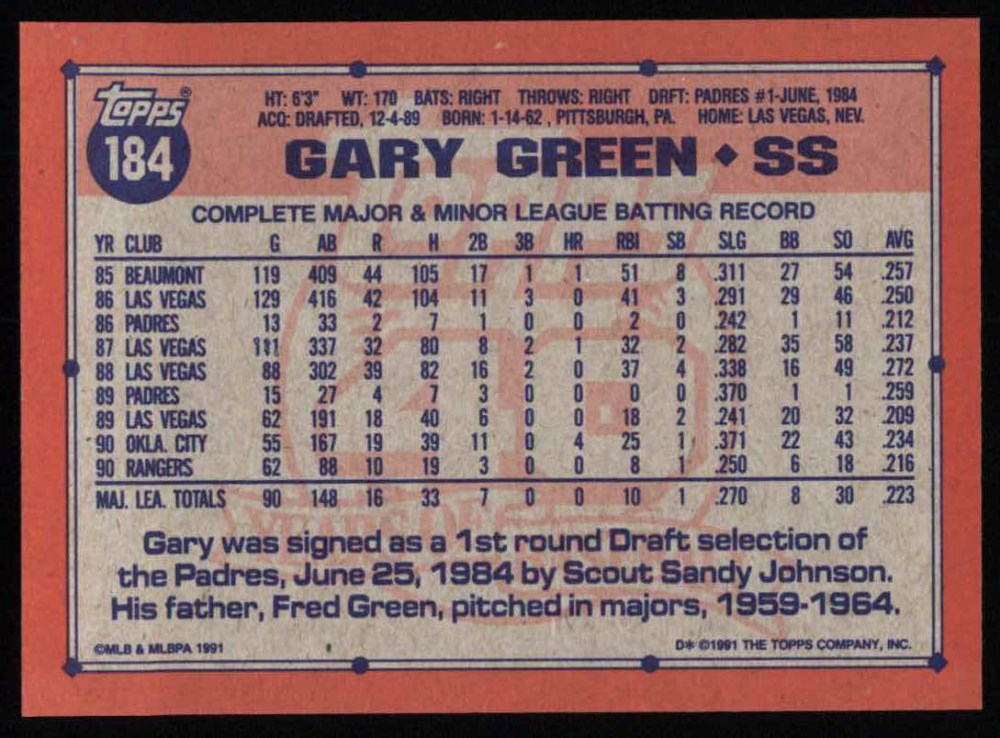 TOPPS®
184
HT: 6'3" WT: 170 BATS: RIGHT THROWS: RIGHT DRFT: PADRES #1-JUNE, 1984
ACQ: DRAFTED, 12-4-89 BORN: 1-14-62 , PITTSBURGH, PA. HOME: LAS VEGAS, NEV.
GARY GREEN ◆ SS
COMPLETE MAJOR & MINOR LEAGUE BATTING RECORD
YR CLUB G AB R H 2B 3B HR RBI SB SLG BB SO AVG
85 BEAUMONT 119 409 44 105 17 1 1 51 8 .311 27 54 .257
86 LAS VEGAS 129 416 42 104 11 3 0 41 3 .291 29 46 .250
86 PADRES 13 33 2 7 1 0 0 2 0 .242 1 11 .212
87 LAS VEGAS 111 337 32 80 8 2 1 32 2 .282 35 58 .237
88 LAS VEGAS 88 302 39 82 16 2 0 37 4 .338 16 49 .272
89 PADRES 15 27 4 7 3 0 0 0 0 .370 1 1 .259
89 LAS VEGAS 62 191 18 40 6 0 0 18 2 .241 20 32 .209
90 OKLA. CITY 55 167 19 39 11 0 4 25 1 .371 22 43 .234
90 RANGERS 62 88 10 19 3 0 0 8 1 .250 6 18 .216
MAJ. LEA. TOTALS 90 148 16 33 7 0 0 10 1 .270 8 30 .223
Gary was signed as a 1st round Draft selection of
the Padres, June 25, 1984 by Scout Sandy Johnson.
His father, Fred Green, pitched in majors, 1959-1964.
©MLB & MLBPA 1991
D* ©1991 THE TOPPS COMPANY, INC.